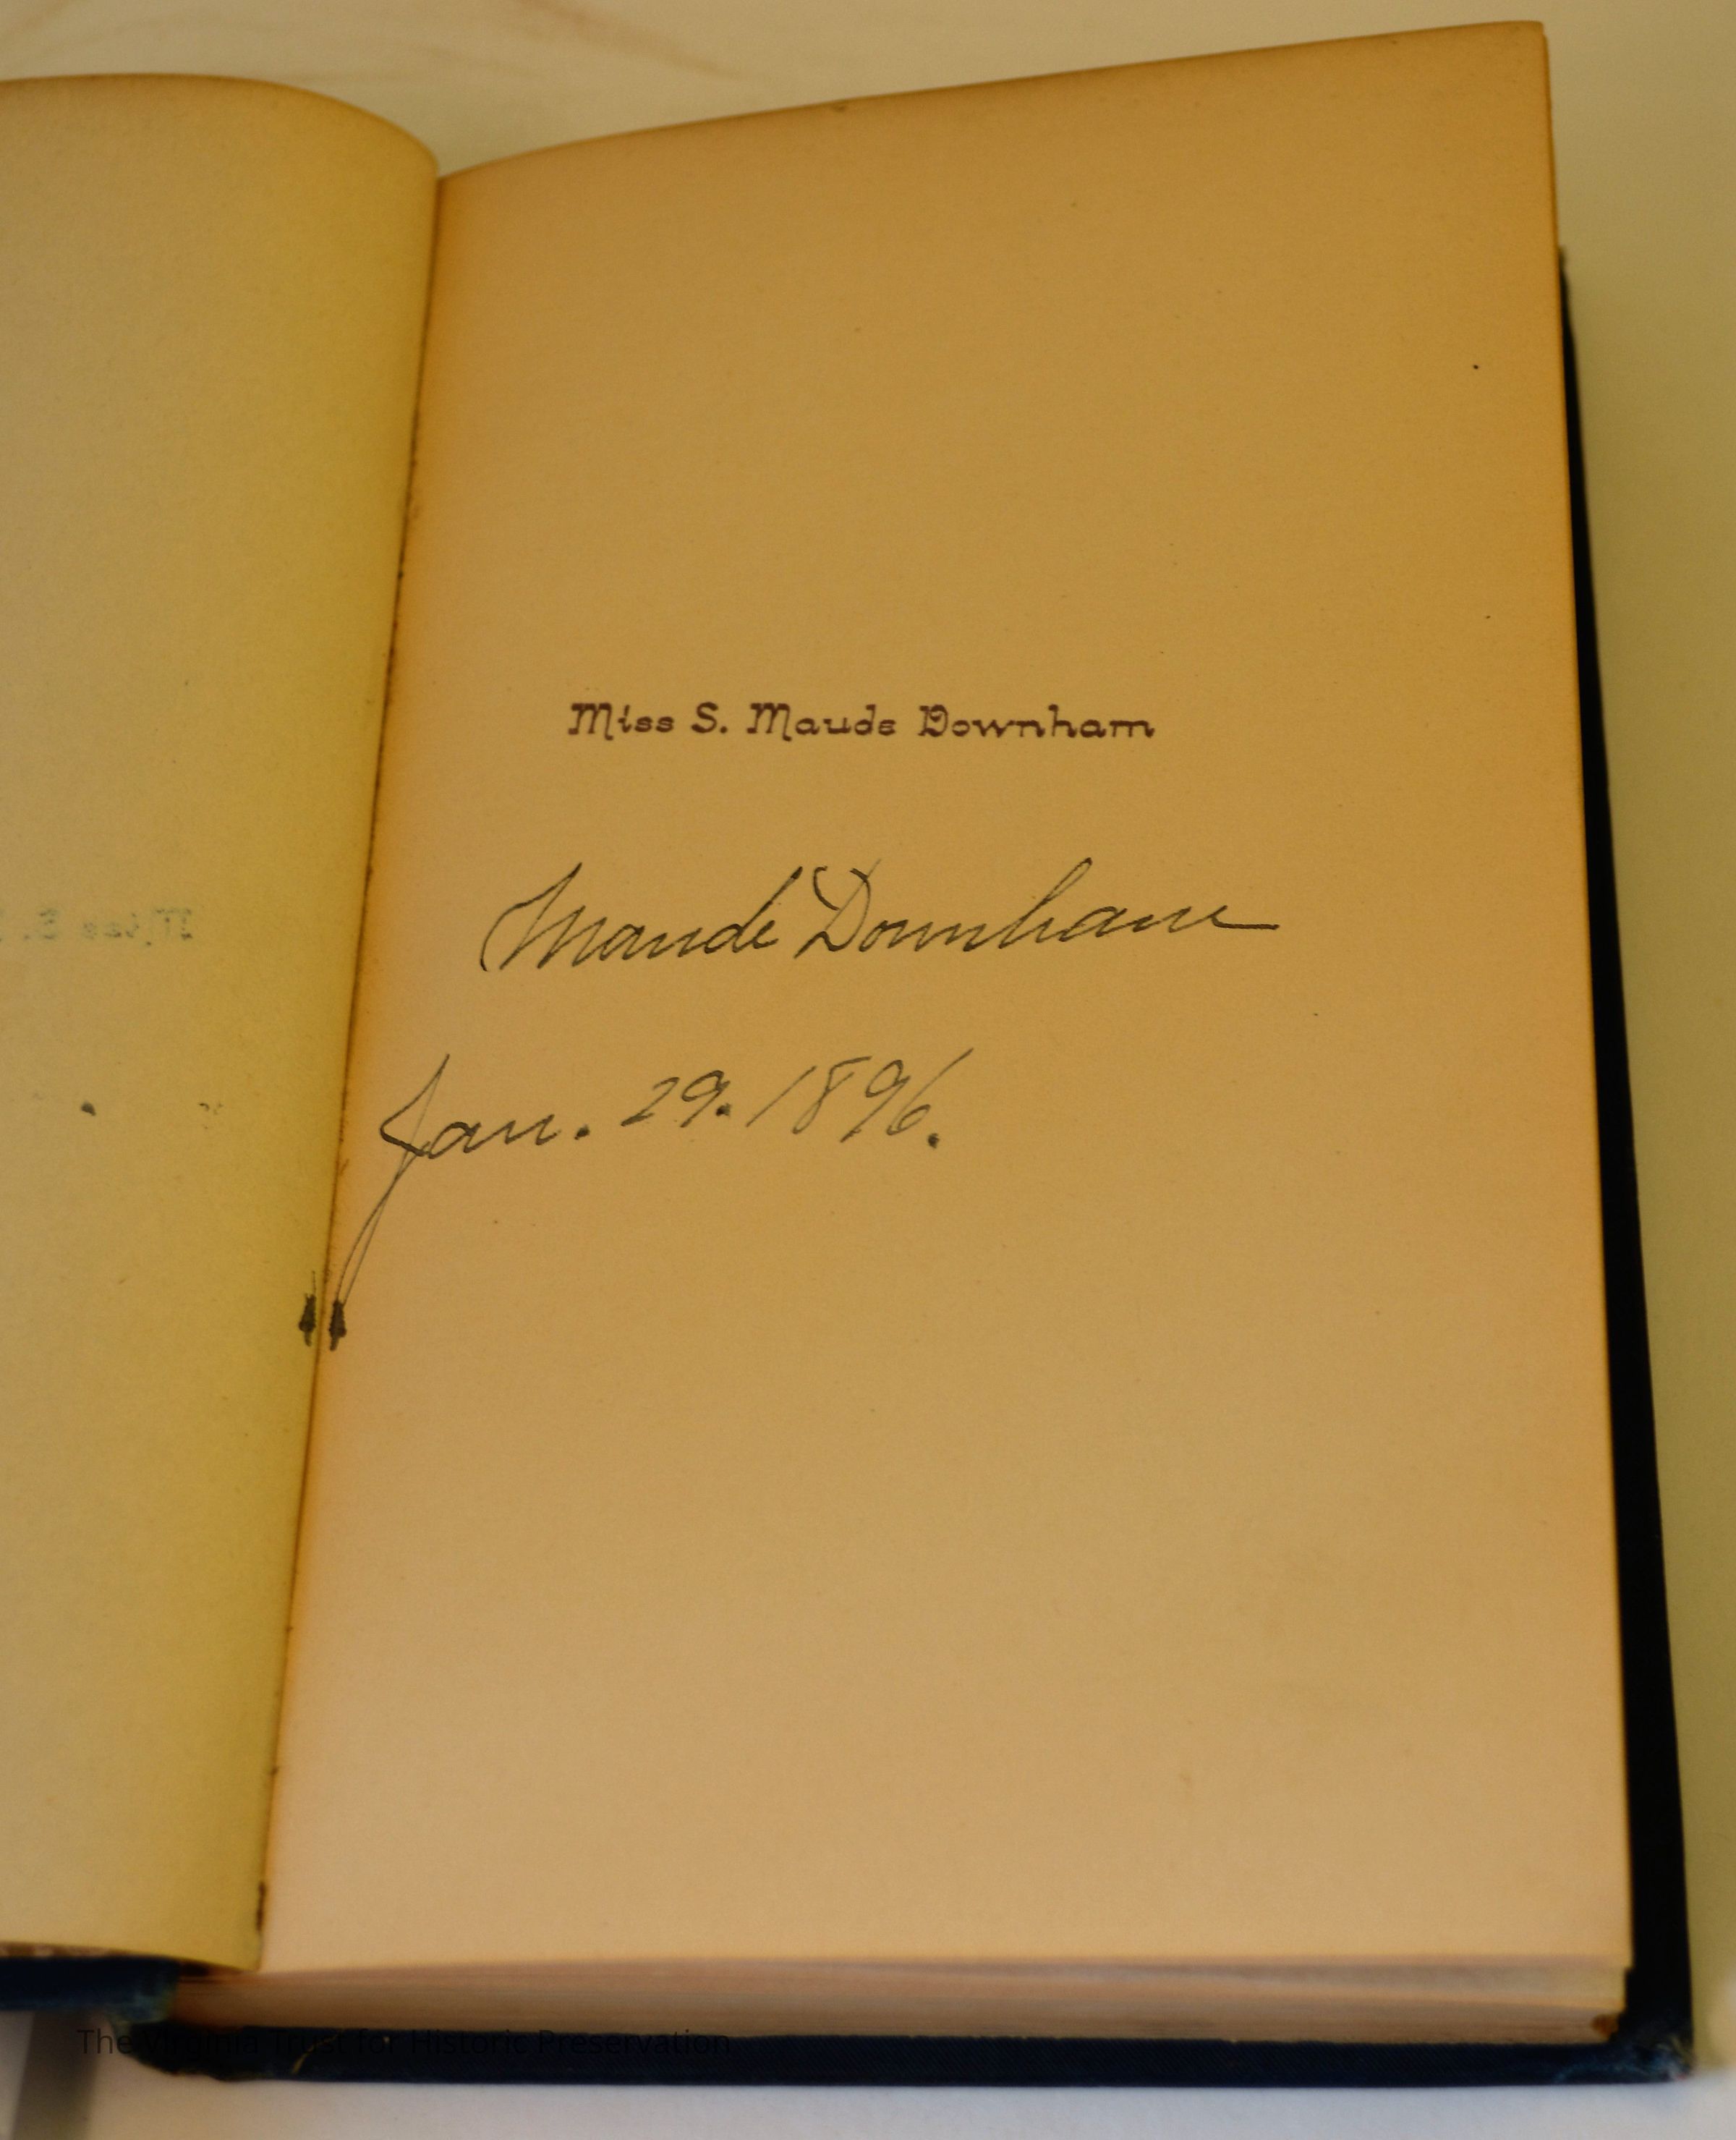 Miss S. Maude Downham
Maude Downham
Jan. 29. 1896.
The Virginia Trust for Historic Preservation